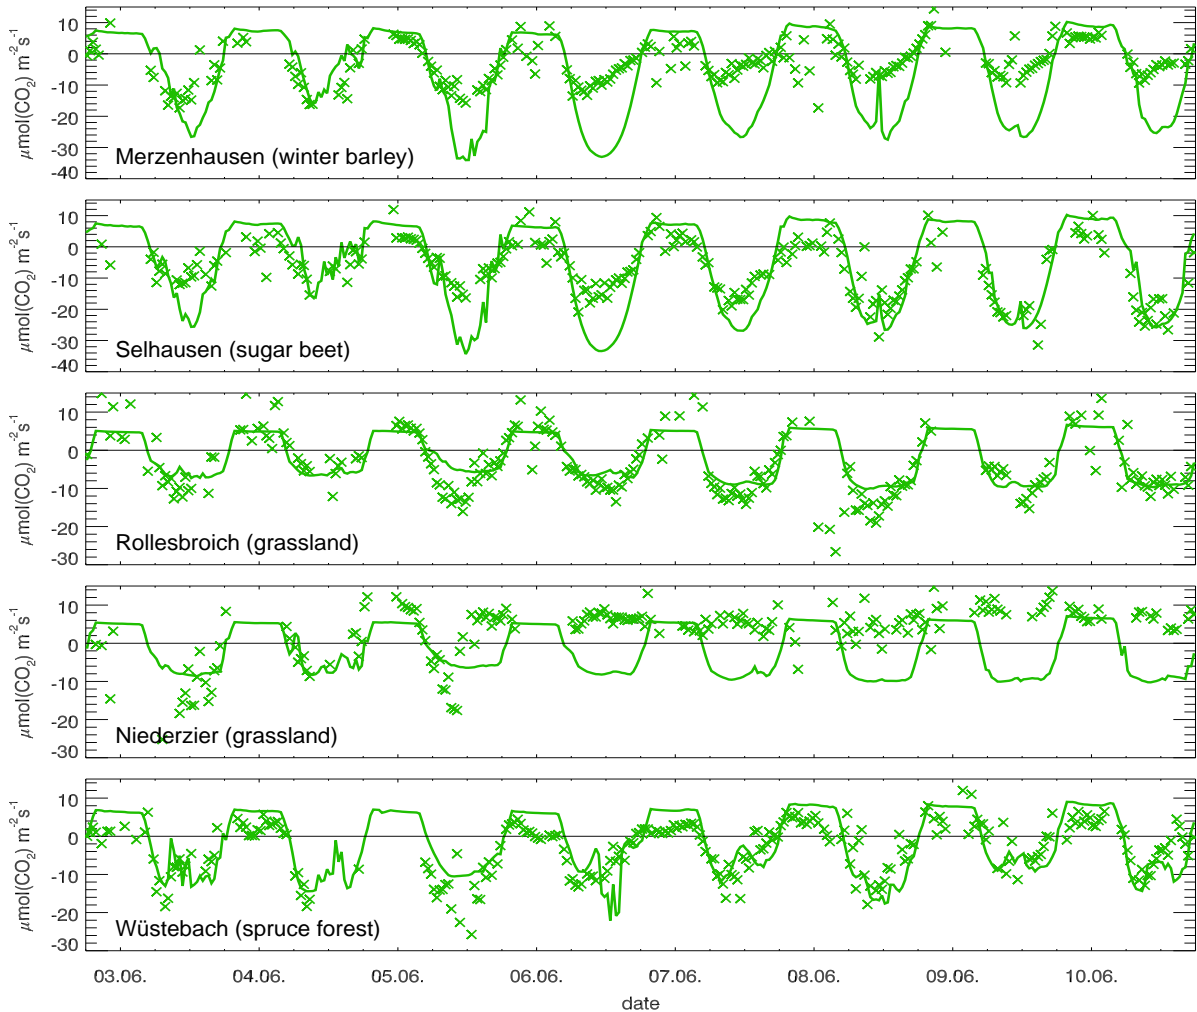 10
0
-10
-20
-30
-40
μmol(CO₂) m⁻²s⁻¹
Merzenhausen (winter barley)
10
0
-10
-20
-30
-40
μmol(CO₂) m⁻²s⁻¹
Selhausen (sugar beet)
10
0
-10
-20
-30
μmol(CO₂) m⁻²s⁻¹
Rollesbroich (grassland)
10
0
-10
-20
-30
μmol(CO₂) m⁻²s⁻¹
Niederzier (grassland)
10
0
-10
-20
-30
μmol(CO₂) m⁻²s⁻¹
Wüstebach (spruce forest)
03.06. 04.06. 05.06. 06.06. 07.06. 08.06. 09.06. 10.06.
date